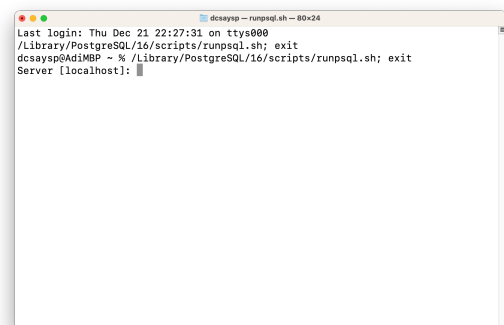 dcsaysp — runpsql.sh — 80×24
Last login: Thu Dec 21 22:27:31 on ttys000
/Library/PostgreSQL/16/scripts/runpsql.sh; exit
dcsaysp@AdiMBP ~ % /Library/PostgreSQL/16/scripts/runpsql.sh; exit
Server [localhost]: